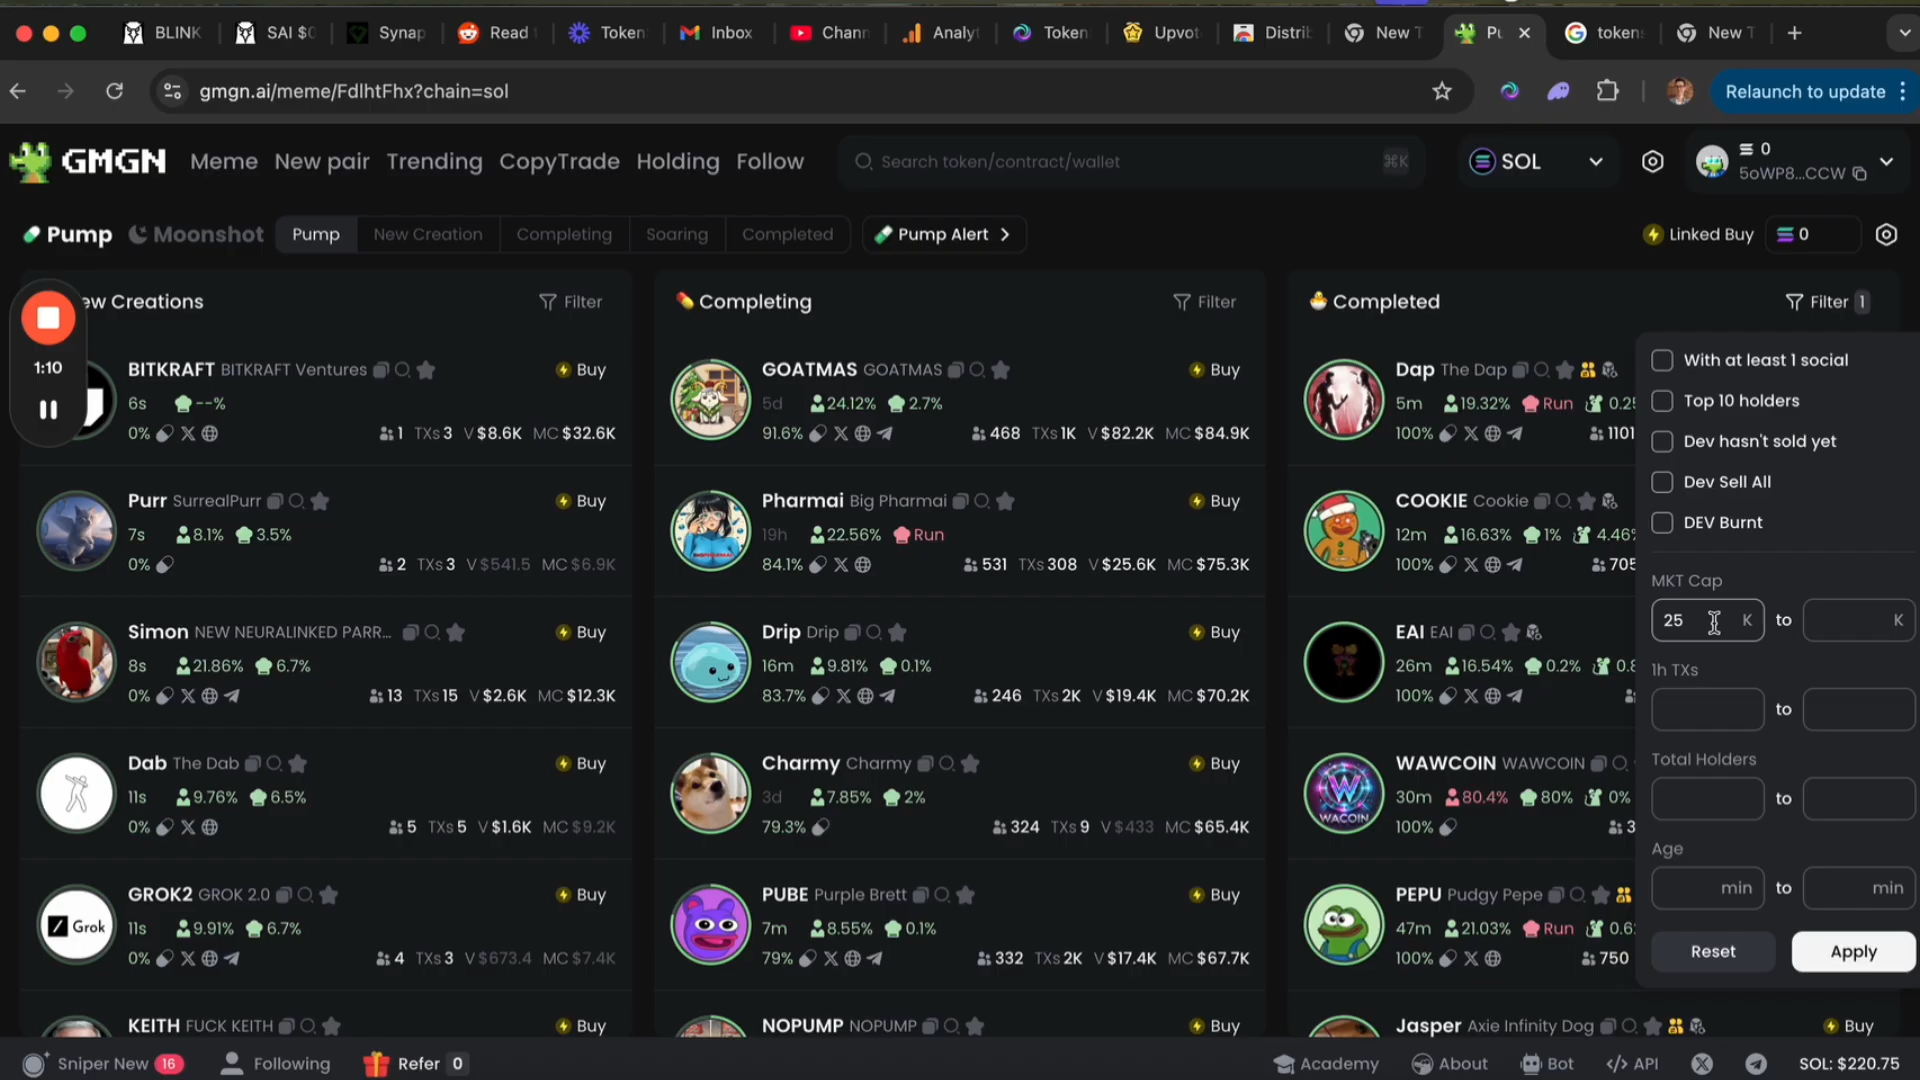 BLINK
SAI $0
Synap
Read
Token
Inbox
Chann
Analyt
Token
Upvot
Distrib
New T
Pu
token
New T
gmgn.ai/meme/FdlhtFhx?chain=sol
Relaunch to update
GMGN
Meme New pair Trending CopyTrade Holding Follow
Search token/contract/wallet
⌘K
SOL
0
5oWP8...CCW
Pump
Moonshot
Pump
New Creation
Completing
Soaring
Completed
Pump Alert
Linked Buy
0
1:10
ew Creations
Filter
BITKRAFT BITKRAFT Ventures
Buy
6s --%
0% 1 TXs 3 V $8.6K MC $32.6K
Purr SurrealPurr
Buy
7s 8.1% 3.5%
0% 2 TXs 3 V $541.5 MC $6.9K
Simon NEW NEURALINKED PARR...
Buy
8s 21.86% 6.7%
0% 13 TXs 15 V $2.6K MC $12.3K
Dab The Dab
Buy
11s 9.76% 6.5%
0% 5 TXs 5 V $1.6K MC $9.2K
Grok
GROK2 GROK 2.0
Buy
11s 9.91% 6.7%
0% 4 TXs 3 V $673.4 MC $7.4K
KEITH FUCK KEITH
Buy
Completing
Filter
GOATMAS GOATMAS
Buy
5d 24.12% 2.7%
91.6% 468 TXs 1K V $82.2K MC $84.9K
Pharmai Big Pharmai
Buy
19h 22.56% Run
84.1% 531 TXs 308 V $25.6K MC $75.3K
Drip Drip
Buy
16m 9.81% 0.1%
83.7% 246 TXs 2K V $19.4K MC $70.2K
Charmy Charmy
Buy
3d 7.85% 2%
79.3% 324 TXs 9 V $433 MC $65.4K
PUBE Purple Brett
Buy
7m 8.55% 0.1%
79% 332 TXs 2K V $17.4K MC $67.7K
NOPUMP NOPUMP
Buy
Completed
Filter 1
Dap The Dap
5m 19.32% Run 0.25
100% 1101
COOKIE Cookie
12m 16.63% 1% 4.46%
100% 705
EAI EAI
26m 16.54% 0.2% 0.8
100%
WACOIN
WAWCOIN WAWCOIN
30m 80.4% 80% 0%
100% 3
PEPU Pudgy Pepe
47m 21.03% Run 0.6
100% 750
Jasper Axie Infinity Dog
Buy
With at least 1 social
Top 10 holders
Dev hasn't sold yet
Dev Sell All
DEV Burnt
MKT Cap
25 K to K
1h TXs
to
Total Holders
to
Age
min to min
Reset
Apply
Sniper New 16
Following
Refer 0
Academy
About
Bot
</> API
SOL: $220.75